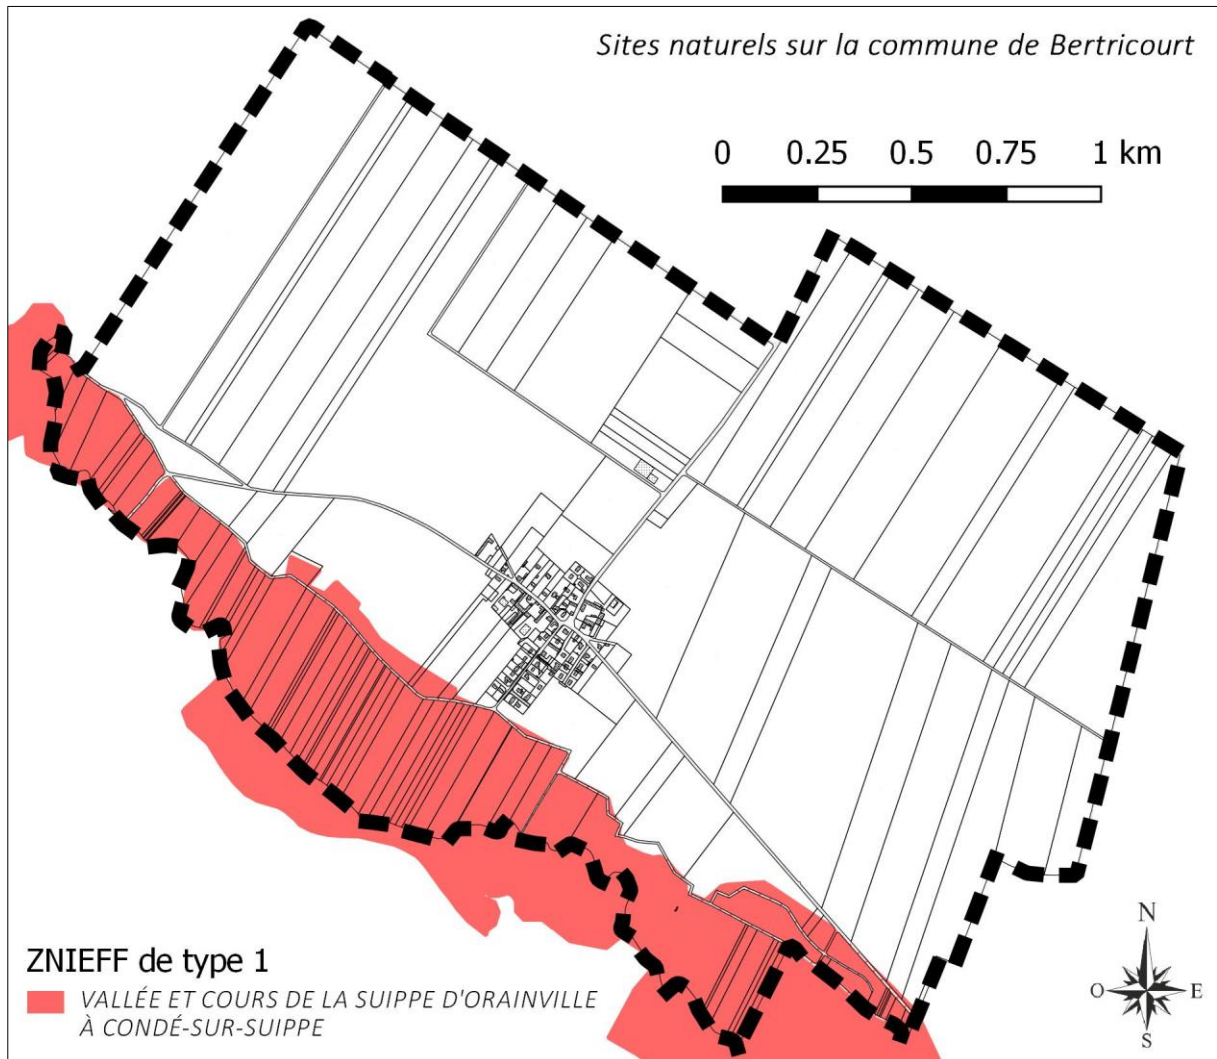 Sites naturels sur la commune de Bertricourt
0 0.25 0.5 0.75 1 km
N
O E
S
ZNIEFF de type 1
VALLÉE ET COURS DE LA SUIPPE D'ORAINVILLE
À CONDÉ-SUR-SUIPPE